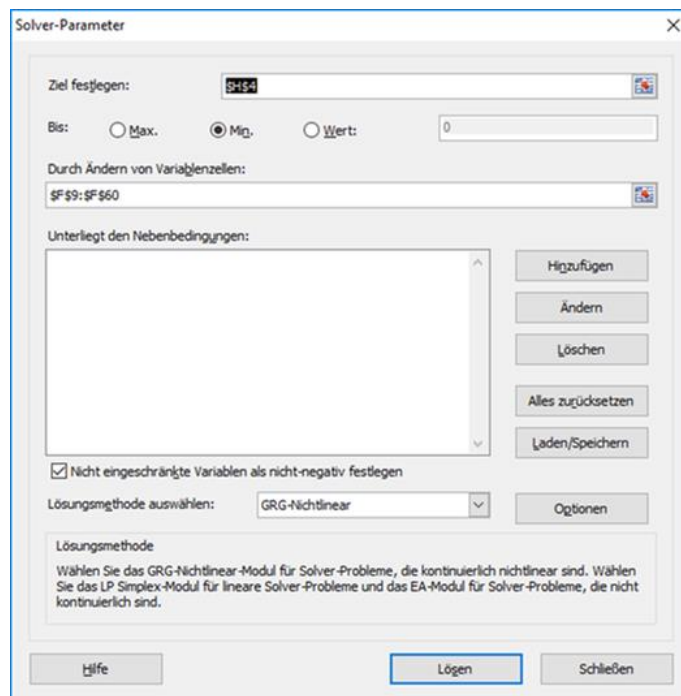 Solver-Parameter
Ziel festlegen: $H$4
Bis: Max. Min. Wert: 0
Durch Ändern von Variablenzellen:
$F$9:$F$60
Unterliegt den Nebenbedingungen:
Hinzufügen
Ändern
Löschen
Alles zurücksetzen
Laden/Speichern
Nicht eingeschränkte Variablen als nicht-negativ festlegen
Lösungsmethode auswählen: GRG-Nichtlinear Optionen
Lösungsmethode
Wählen Sie das GRG-Nichtlinear-Modul für Solver-Probleme, die kontinuierlich nichtlinear sind. Wählen
Sie das LP Simplex-Modul für lineare Solver-Probleme und das EA-Modul für Solver-Probleme, die nicht
kontinuierlich sind.
Hilfe Lösen Schließen